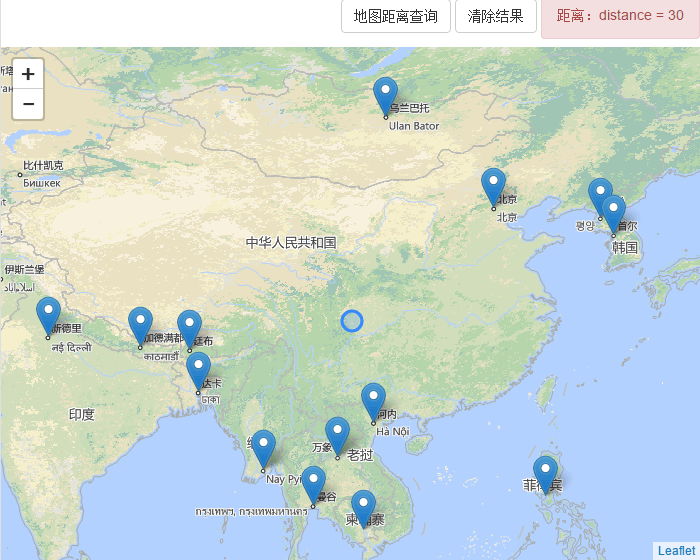 地图距离查询
清除结果
距离：distance = 30
+
−
乌兰巴托
Ulan Bator
比什凯克
Бишкек
北京
北京
평양
首尔
韩国
中华人民共和国
伊斯兰堡
新德里
नई दिल्ली
加德满都
काठमाडौं
廷布
达卡
ঢাকা
印度
河内
Hà Nội
万象
老挝
Nay Pyi
曼谷
กรุงเทพฯ, กรุงเทพมหานคร
柬埔寨
菲律宾
Leaflet